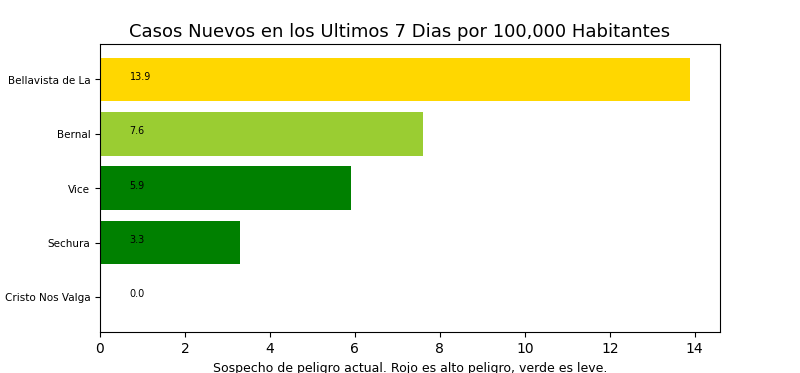 Casos Nuevos en los Ultimos 7 Dias por 100,000 Habitantes
Bellavista de La 13.9
Bernal 7.6
Vice 5.9
Sechura 3.3
Cristo Nos Valga 0.0
0 2 4 6 8 10 12 14
Sospecho de peligro actual. Rojo es alto peligro, verde es leve.